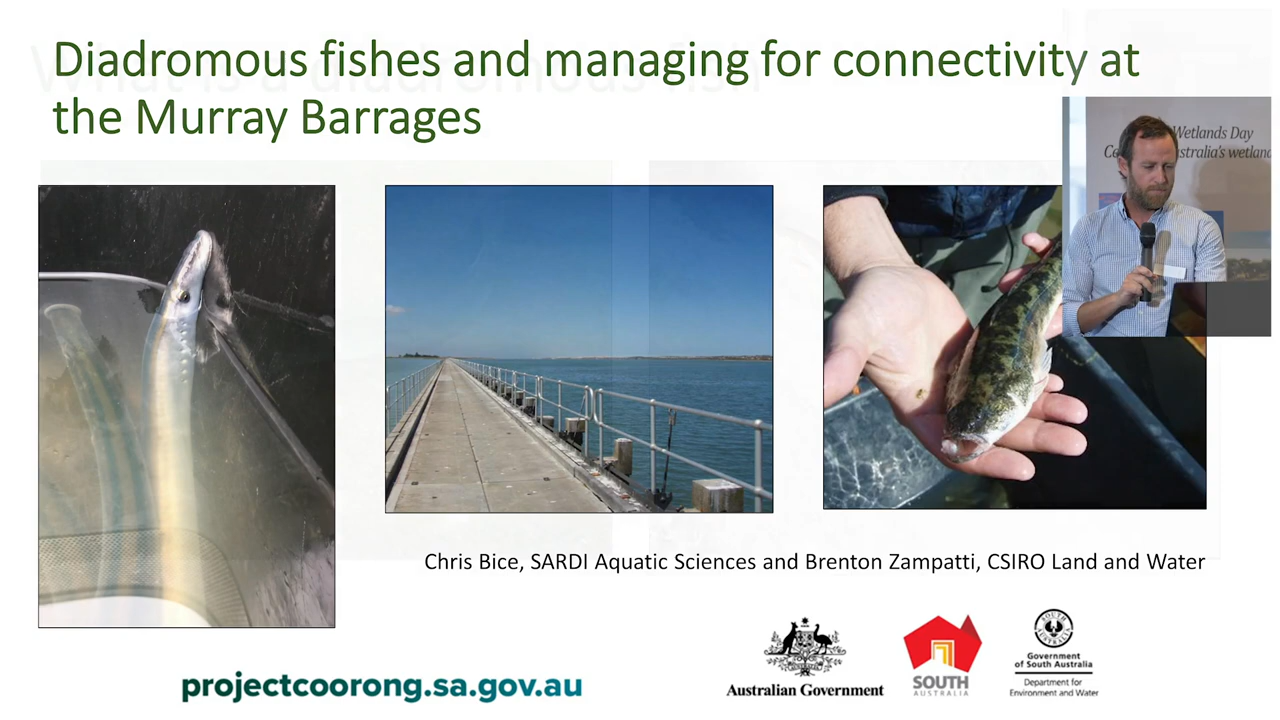 Diadromous fishes and managing for connectivity at
the Murray Barrages
Wetlands Day
Chris Bice, SARDI Aquatic Sciences and Brenton Zampatti, CSIRO Land and Water
projectcoorong.sa.gov.au
Australian Government
SOUTH
AUSTRALIA
SOUTH AUSTRALIA
Government
of South Australia
Department for
Environment and Water